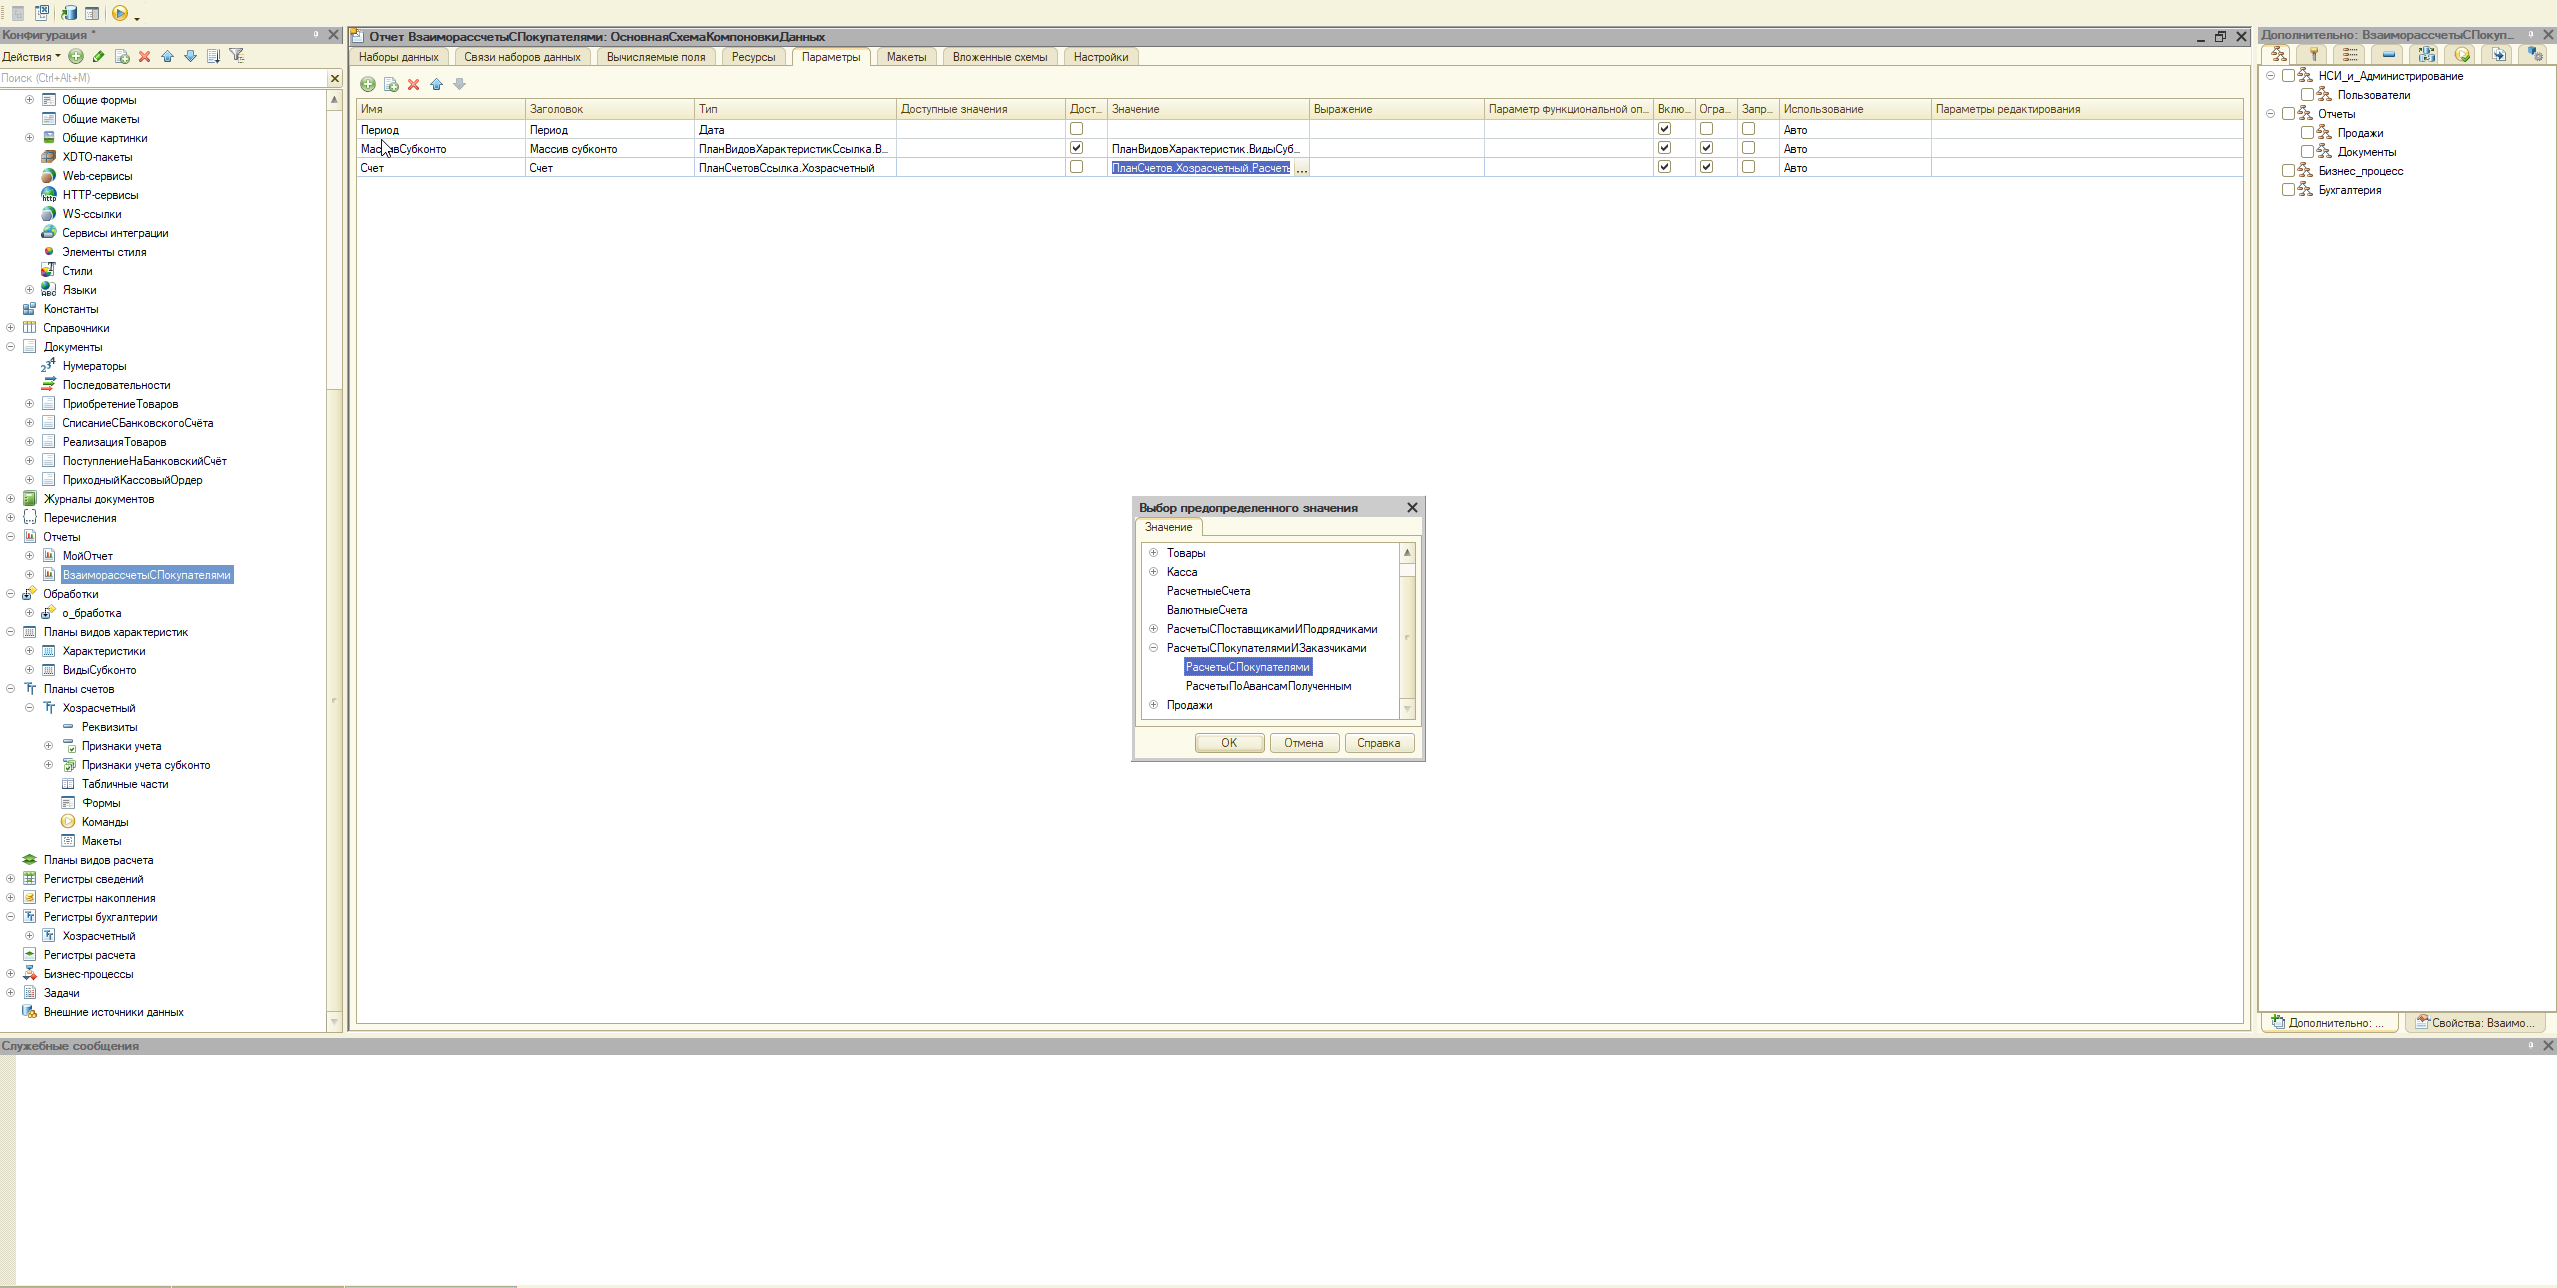 Конфигурация *
Действия
Поиск (Ctrl+Alt+M)
Общие формы
Общие макеты
Общие картинки
XDTO-пакеты
Web-сервисы
HTTP-сервисы
WS-ссылки
Сервисы интеграции
Элементы стиля
Стили
Языки
Константы
Справочники
Документы
Нумераторы
Последовательности
ПриобретениеТоваров
СписаниеСБанковскогоСчёта
РеализацияТоваров
ПоступлениеНаБанковскийСчёт
ПриходныйКассовыйОрдер
Журналы документов
Перечисления
Отчеты
МойОтчет
ВзаиморассчетыСПокупателями
Обработки
о_бработка
Планы видов характеристик
Характеристики
ВидыСубконто
Планы счетов
Хозрасчетный
Реквизиты
Признаки учета
Признаки учета субконто
Табличные части
Формы
Команды
Макеты
Планы видов расчета
Регистры сведений
Регистры накопления
Регистры бухгалтерии
Хозрасчетный
Регистры расчета
Бизнес-процессы
Задачи
Внешние источники данных
Отчет ВзаиморассчетыСПокупателями: ОсновнаяСхемаКомпоновкиДанных
Наборы данных Связи наборов данных Вычисляемые поля Ресурсы Параметры Макеты Вложенные схемы Настройки
Имя Заголовок Тип Доступные значения Дост... Значение Выражение Параметр функциональной оп... Вклю... Огра... Запр... Использование Параметры редактирования
Период Период Дата Авто
МассивСубконто Массив субконто ПланВидовХарактеристикСсылка.В... ПланВидовХарактеристик.ВидыСуб... Авто
Счет Счет ПланСчетовСсылка.Хозрасчетный ПланСчетов.Хозрасчетный.Расчеты ... Авто
Выбор предопределенного значения
Значение
Товары
Касса
РасчетныеСчета
ВалютныеСчета
РасчетыСПоставщикамиИПодрядчиками
РасчетыСПокупателямиИЗаказчиками
РасчетыСПокупателями
РасчетыПоАвансамПолученным
Продажи
ОК Отмена Справка
Дополнительно: ВзаиморассчетыСПокуп...
НСИ_и_Администрирование
Пользователи
Отчеты
Продажи
Документы
Бизнес_процесс
Бухгалтерия
Дополнительно: ... Свойства: Взаимо...
Служебные сообщения